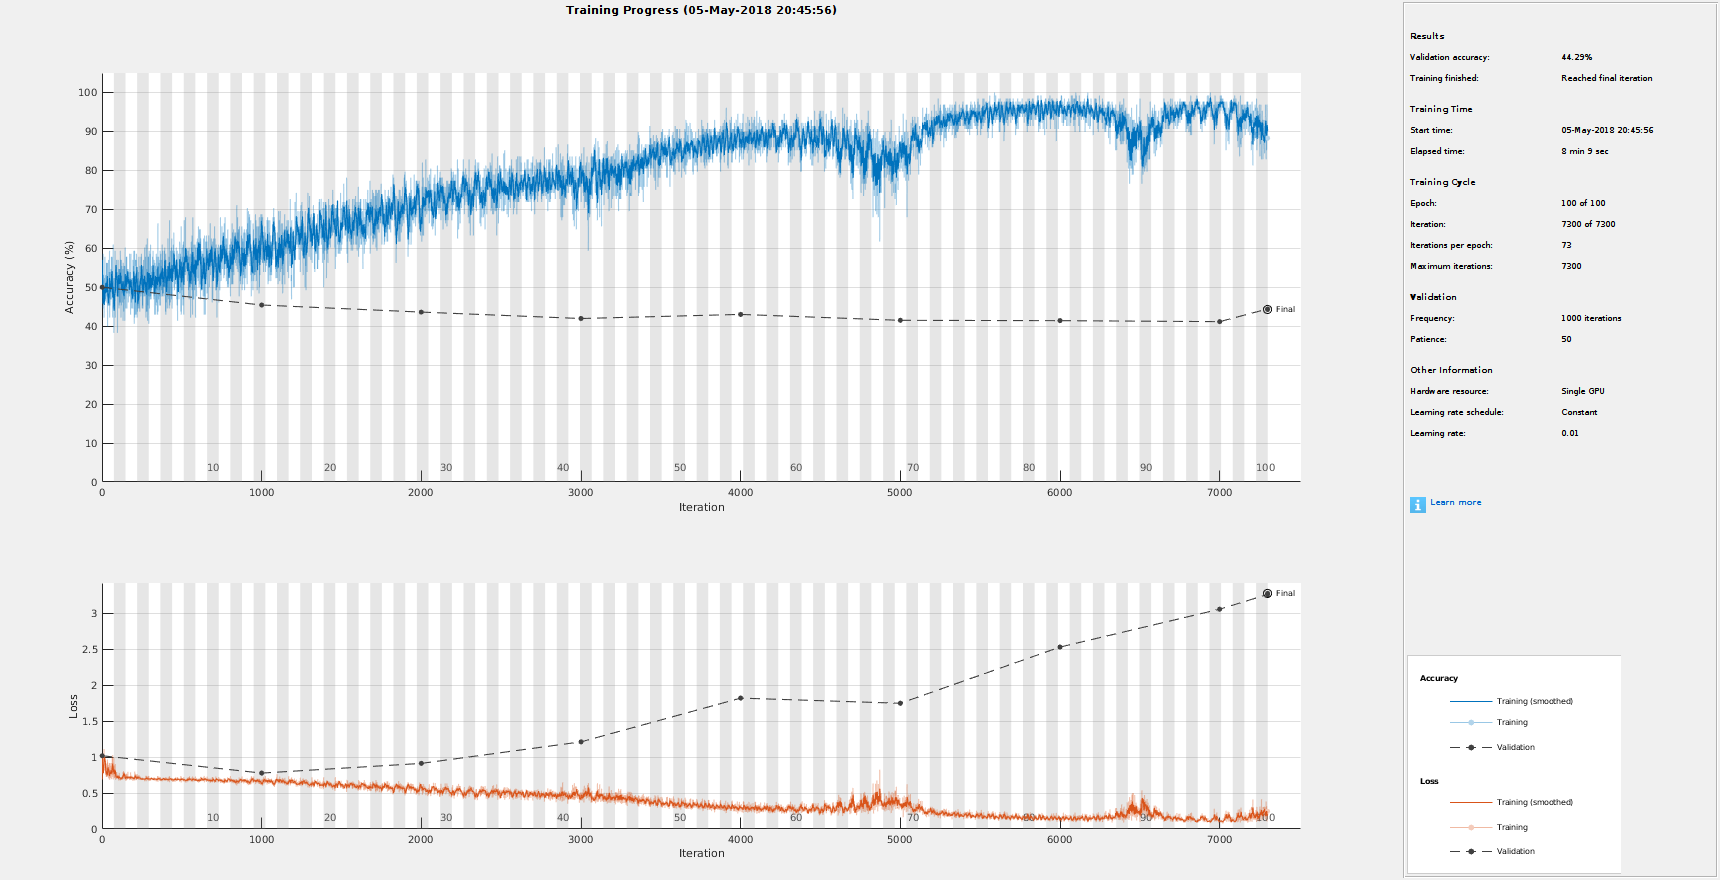 Training Progress (05-May-2018 20:45:56)
100
90
80
70
60
50
40
30
20
10
0
Accuracy (%)
Final
10 20 30 40 50 60 70 80 90 100
0 1000 2000 3000 4000 5000 6000 7000
Iteration
3
2.5
2
1.5
1
0.5
0
Loss
Final
10 20 30 40 50 60 70 80 90 100
0 1000 2000 3000 4000 5000 6000 7000
Iteration
Results
Validation accuracy: 44.29%
Training finished: Reached final iteration
Training Time
Start time: 05-May-2018 20:45:56
Elapsed time: 8 min 9 sec
Training Cycle
Epoch: 100 of 100
Iteration: 7300 of 7300
Iterations per epoch: 73
Maximum iterations: 7300
Validation
Frequency: 1000 iterations
Patience: 50
Other Information
Hardware resource: Single GPU
Learning rate schedule: Constant
Learning rate: 0.01
i Learn more
Accuracy
Training (smoothed)
Training
Validation
Loss
Training (smoothed)
Training
Validation